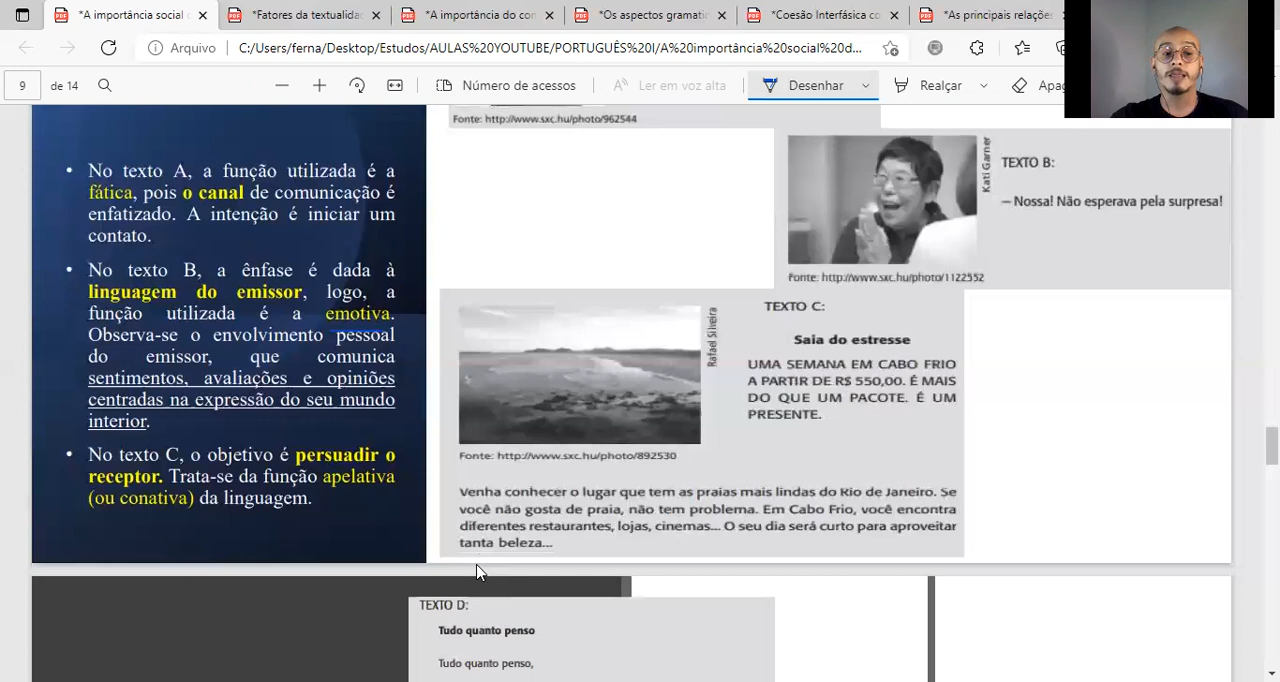 *A importância social
*Fatores da textualida
*A importância do con
*Os aspectos gramati
*Coesão Interfásica co
*As principais relaçõe
Arquivo
C:/Users/ferna/Desktop/Estudos/AULAS%20YOUTUBE/PORTUGUÊS%20I/A%20importância%20social%20d...
9 de 14
Número de acessos
Ler em voz alta
Desenhar
Realçar
Apag
• No texto A, a função utilizada é a
fática, pois o canal de comunicação é
enfatizado. A intenção é iniciar um
contato.
• No texto B, a ênfase é dada à
linguagem do emissor, logo, a
função utilizada é a emotiva.
Observa-se o envolvimento pessoal
do emissor, que comunica
sentimentos, avaliações e opiniões
centradas na expressão do seu mundo
interior.
• No texto C, o objetivo é persuadir o
receptor. Trata-se da função apelativa
(ou conativa) da linguagem.
Fonte: http://www.sxc.hu/photo/962544
Kati Garner
TEXTO B:
– Nossa! Não esperava pela surpresa!
Fonte: http://www.sxc.hu/photo/1122552
Rafael Silveira
TEXTO C:
Saia do estresse
UMA SEMANA EM CABO FRIO
A PARTIR DE R$ 550,00. É MAIS
DO QUE UM PACOTE. É UM
PRESENTE.
Fonte: http://www.sxc.hu/photo/892530
Venha conhecer o lugar que tem as praias mais lindas do Rio de Janeiro. Se
você não gosta de praia, não tem problema. Em Cabo Frio, você encontra
diferentes restaurantes, lojas, cinemas... O seu dia será curto para aproveitar
tanta beleza...
TEXTO D:
Tudo quanto penso
Tudo quanto penso,